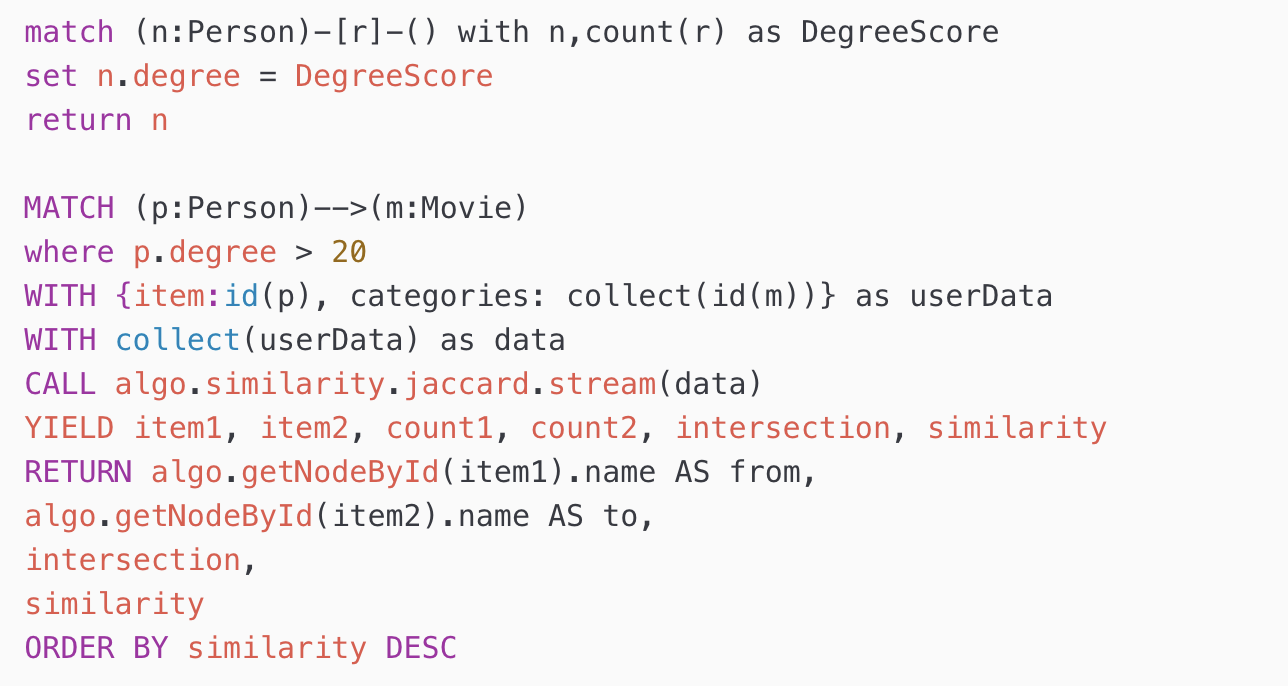 match (n:Person)-[r]-() with n,count(r) as DegreeScore
set n.degree = DegreeScore
return n
MATCH (p:Person)-->(m:Movie)
where p.degree > 20
WITH {item:id(p), categories: collect(id(m))} as userData
WITH collect(userData) as data
CALL algo.similarity.jaccard.stream(data)
YIELD item1, item2, count1, count2, intersection, similarity
RETURN algo.getNodeById(item1).name AS from,
algo.getNodeById(item2).name AS to,
intersection,
similarity
ORDER BY similarity DESC